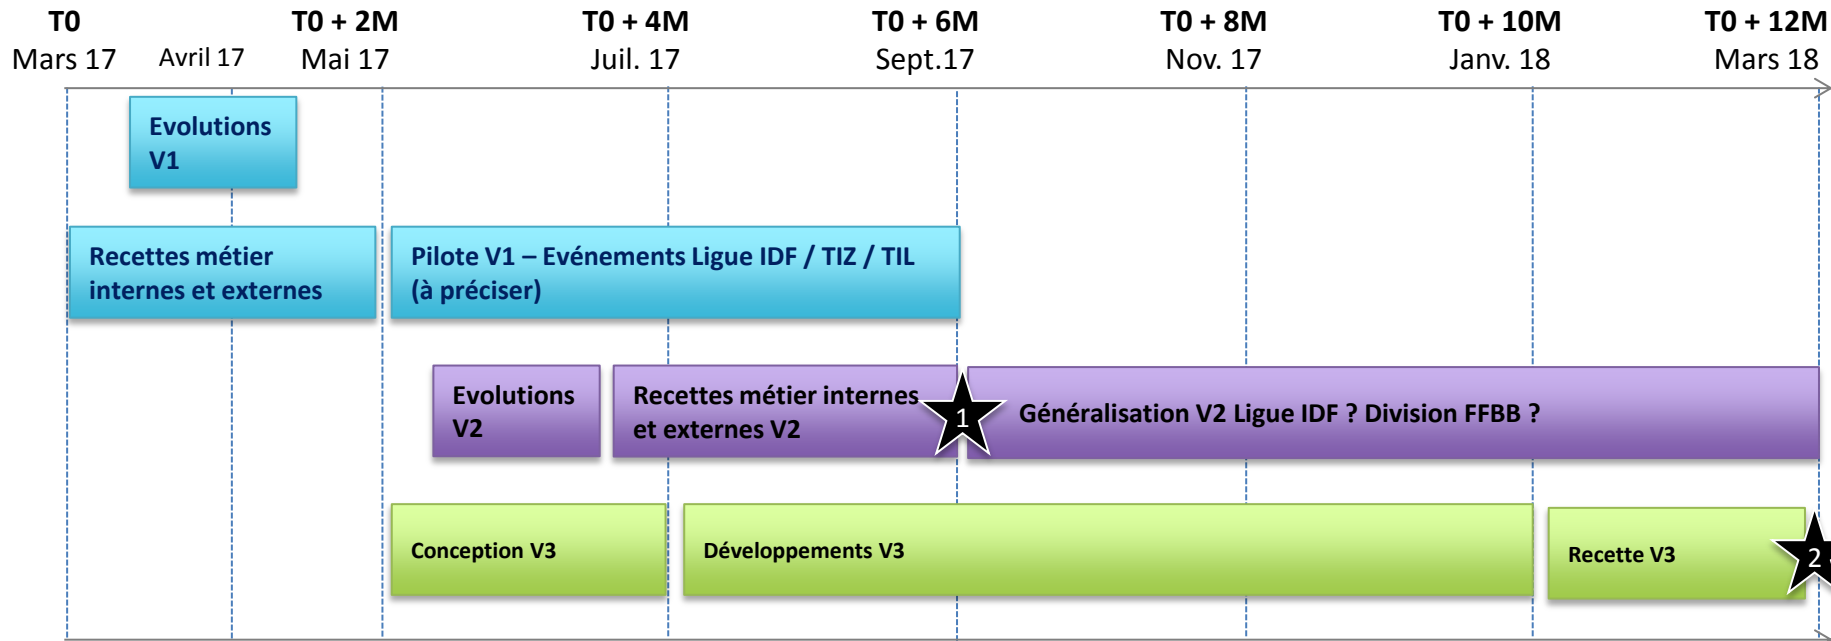 T0
T0 + 2M
T0 + 4M
T0 + 6M
T0 + 8M
T0 + 10M
T0 + 12M
Mars 17
Avril 17
Mai 17
Juil. 17
Sept.17
Nov. 17
Janv. 18
Mars 18
Evolutions
V1
Recettes métier
internes et externes
Pilote V1 – Evénements Ligue IDF / TIZ / TIL
(à préciser)
Evolutions
V2
Recettes métier internes
et externes V2
1
Généralisation V2 Ligue IDF ? Division FFBB ?
Conception V3
Développements V3
Recette V3
2